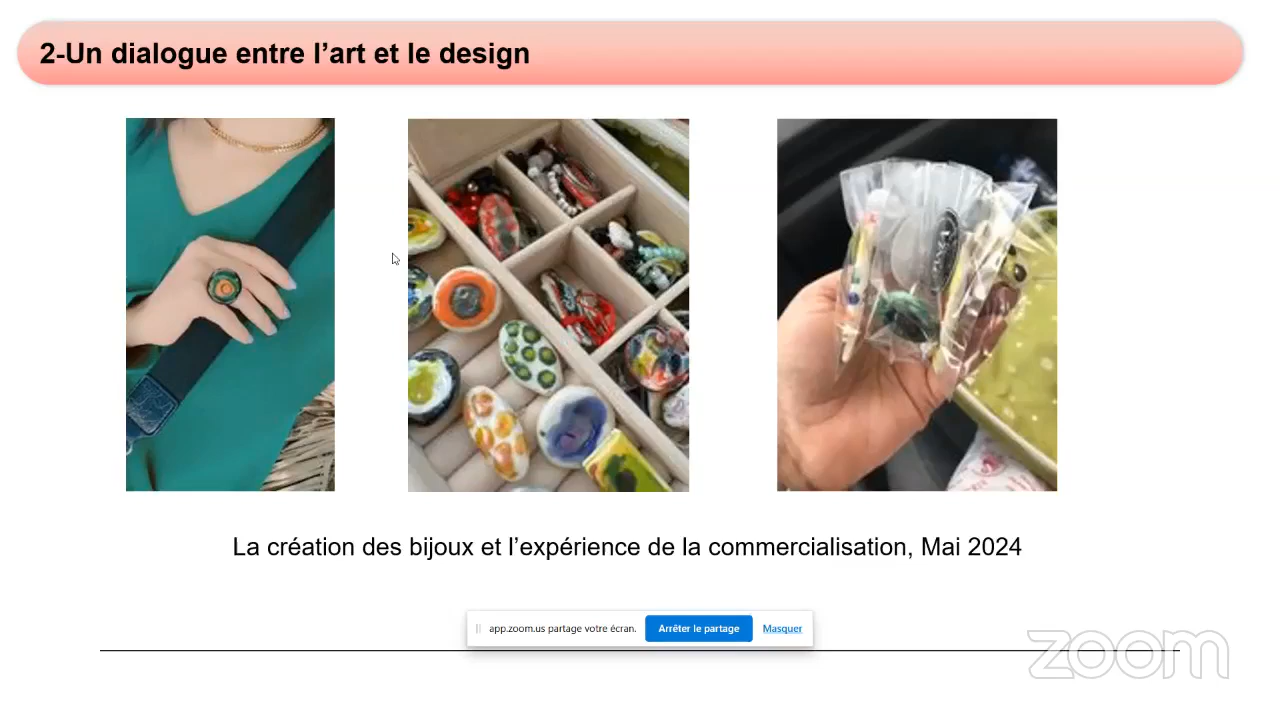 2-Un dialogue entre l’art et le design
La création des bijoux et l’expérience de la commercialisation, Mai 2024
app.zoom.us partage votre écran.
Arrêter le partage
Masquer
zoom